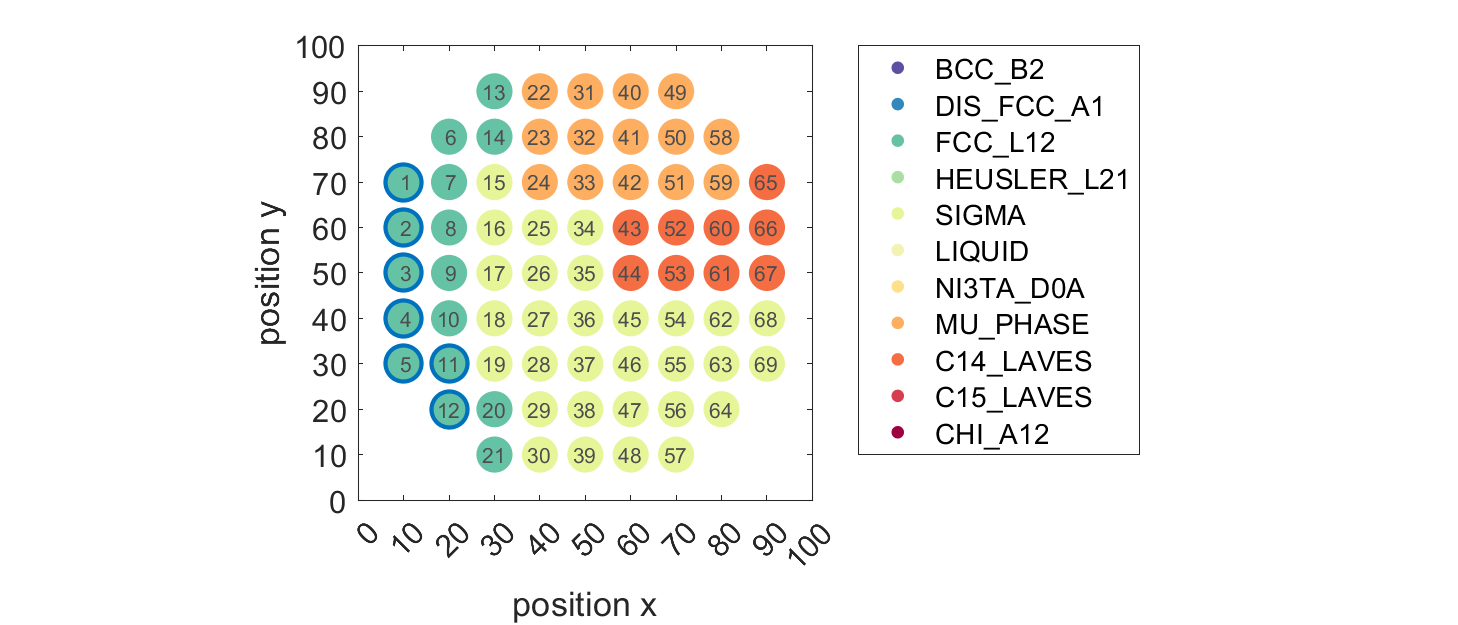 100
90
80
70
60
50
40
30
20
10
0
position y
13 22 31 40 49
6 14 23 32 41 50 58
1 7 15 24 33 42 51 59 65
2 8 16 25 34 43 52 60 66
3 9 17 26 35 44 53 61 67
4 10 18 27 36 45 54 62 68
5 11 19 28 37 46 55 63 69
12 20 29 38 47 56 64
21 30 39 48 57
0 10 20 30 40 50 60 70 80 90 100
position x
BCC_B2
DIS_FCC_A1
FCC_L12
HEUSLER_L21
SIGMA
LIQUID
NI3TA_D0A
MU_PHASE
C14_LAVES
C15_LAVES
CHI_A12